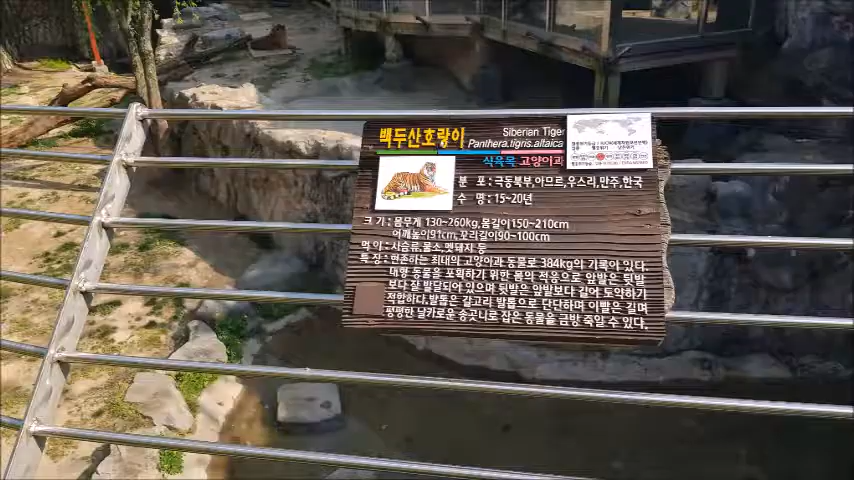 백두산호랑이
Siberian Tiger
Panthera.tigris.altaica
식육목 고양이과
분 포 : 극동북부,아므르,우스리,만주,한국
수 명 : 15-20년
크 기 : 몸무게 130-260kg,몸길이150-210cm
어깨높이91cm,꼬리길이90-100cm
먹 이 : 사슴류,물소,멧돼지 등
특 징 : 현존하는 최대의 고양이과 동물로 384kg의 기록이 있다.
대형 동물을 포획하기 위한 몸의 적응으로 앞발은 뒷발
보다 잘 발달되어 있으며 뒷발은 앞발보다 길어 도약하기
적합하다.발톱은 갈고리 발톱으로 단단하며 이빨은 길며
평평한 날카로운 송곳니로 잡은 동물을 금방 죽일 수 있다.